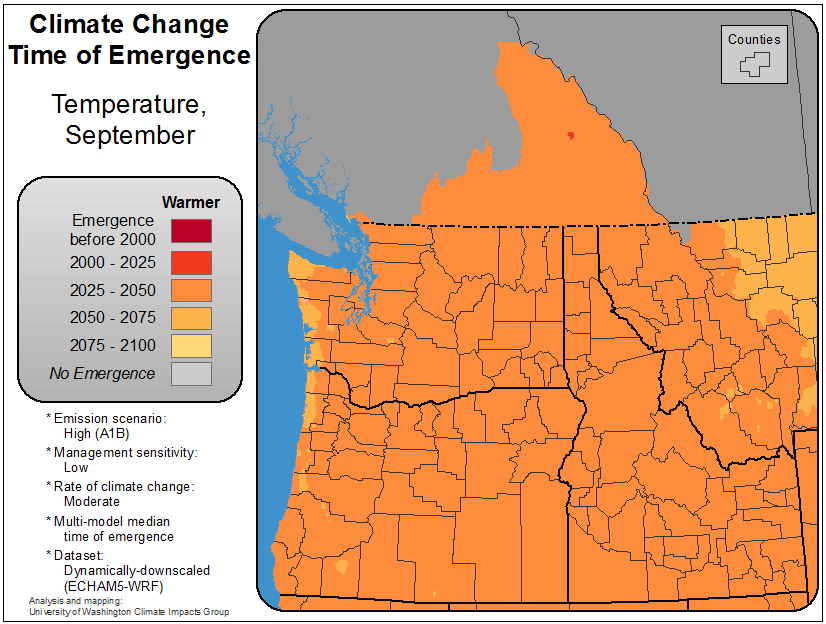 Climate Change
Time of Emergence
Temperature,
September
Warmer
Emergence
before 2000
2000 - 2025
2025 - 2050
2050 - 2075
2075 - 2100
No Emergence
* Emission scenario:
High (A1B)
* Management sensitivity:
Low
* Rate of climate change:
Moderate
* Multi-model median
time of emergence
* Dataset:
Dynamically-downscaled
(ECHAM5-WRF)
Analysis and mapping:
University of Washington Climate Impacts Group
Counties